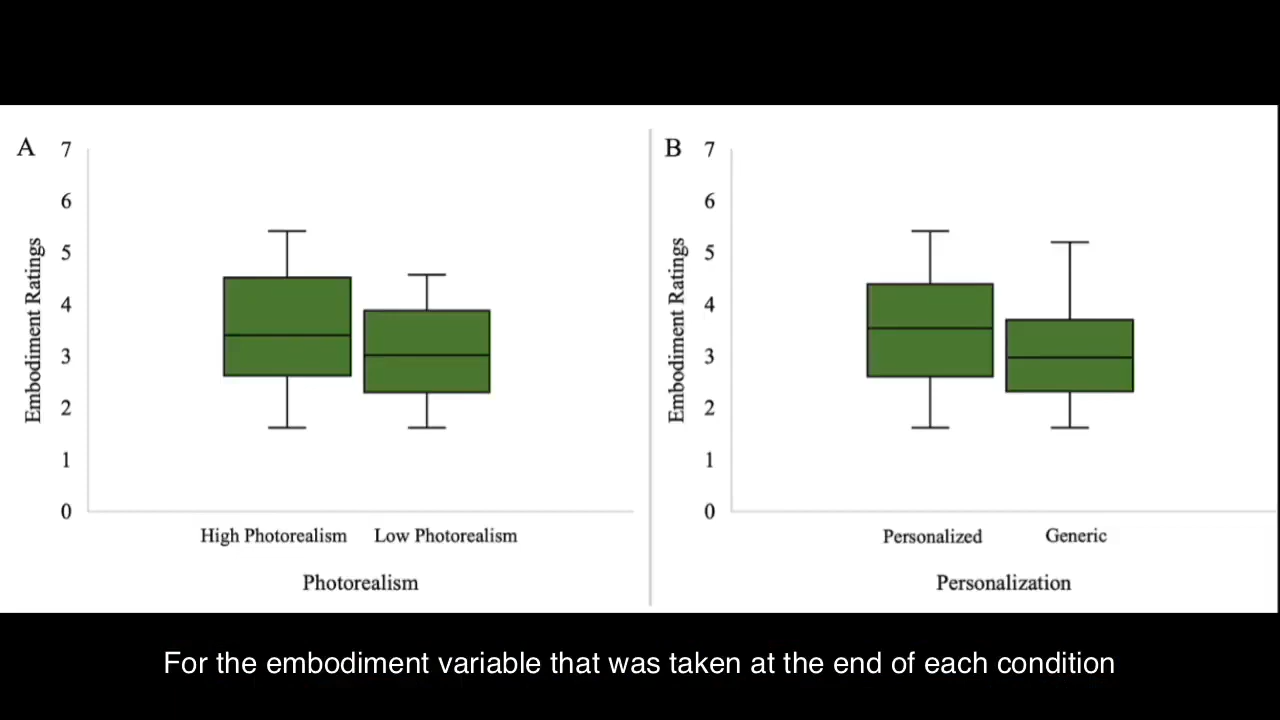 A
7
6
5
4
3
2
1
0
Embodiment Ratings
High Photorealism
Low Photorealism
Photorealism
B
7
6
5
4
3
2
1
0
Embodiment Ratings
Personalized
Generic
Personalization
For the embodiment variable that was taken at the end of each condition